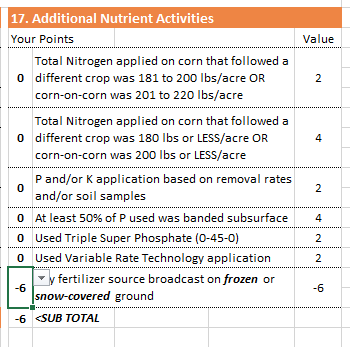 17. Additional Nutrient Activities
Your Points Value
Total Nitrogen applied on corn that followed a
0 different crop was 181 to 200 lbs/acre OR 2
corn-on-corn was 201 to 220 lbs/acre
Total Nitrogen applied on corn that followed a
0 different crop was 180 lbs or LESS/acre OR 4
corn-on-corn was 200 lbs or LESS/acre
0 P and/or K application based on removal rates 2
and/or soil samples
0 At least 50% of P used was banded subsurface 4
0 Used Triple Super Phosphate (0-45-0) 2
0 Used Variable Rate Technology application 2
-6 y fertilizer source broadcast on frozen or -6
snow-covered ground
-6 <SUB TOTAL